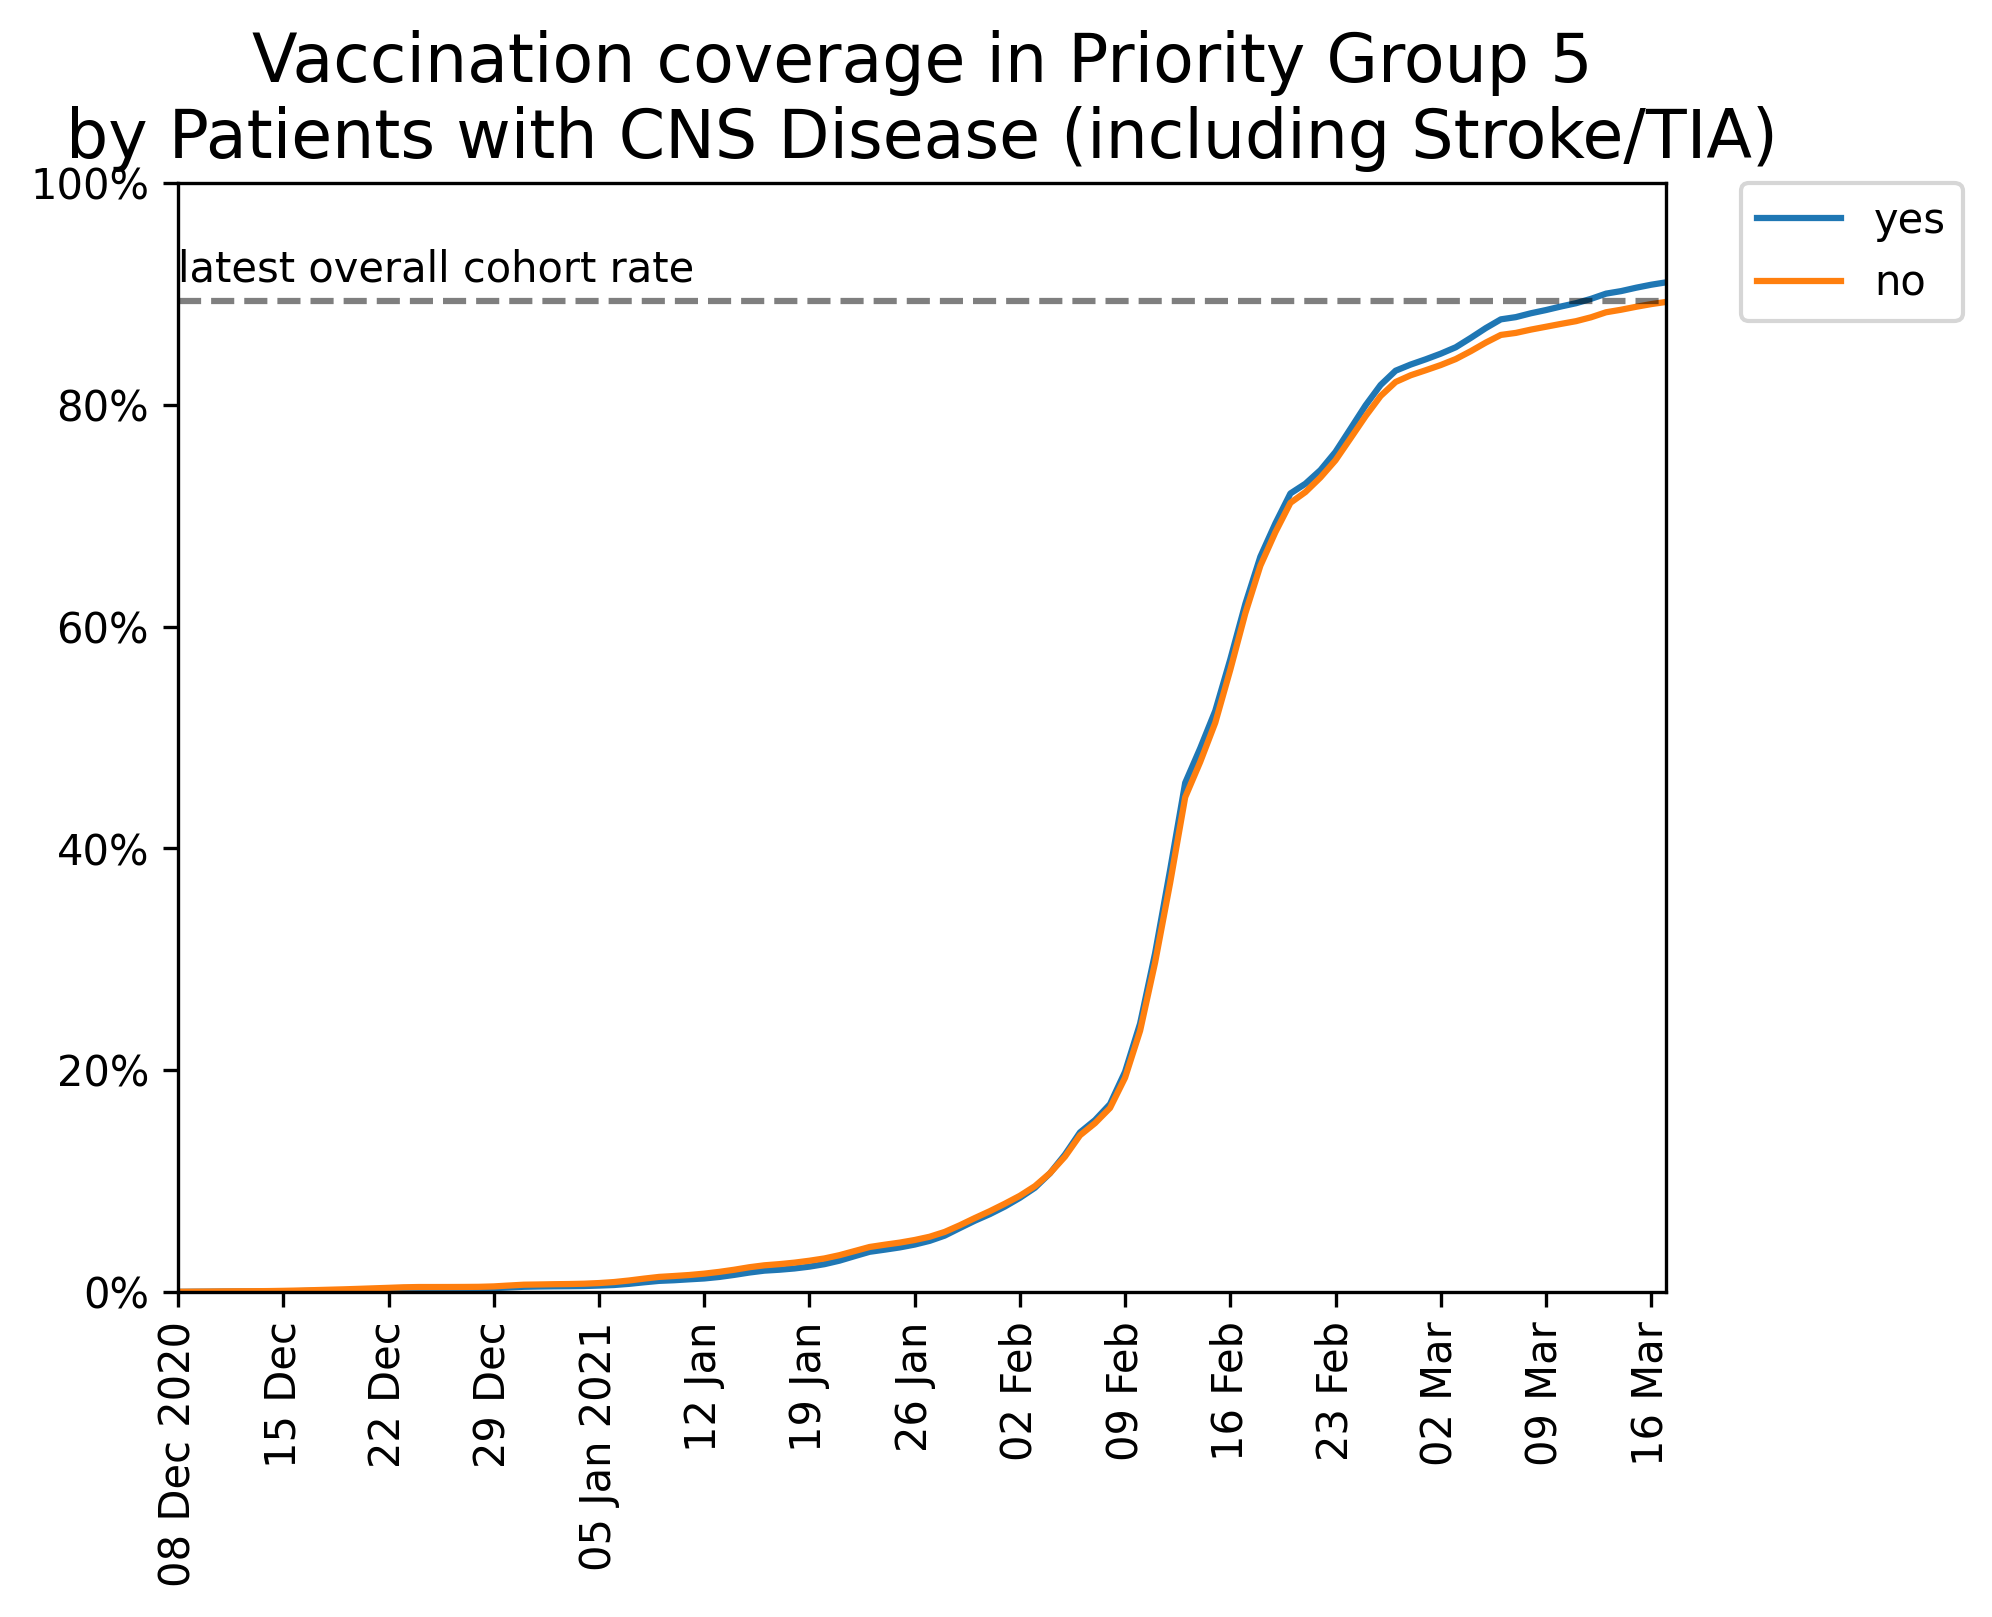 Vaccination coverage in Priority Group 5
by Patients with CNS Disease (including Stroke/TIA)
100%
80%
60%
40%
20%
0%
latest overall cohort rate
yes
no
08 Dec 2020
15 Dec
22 Dec
29 Dec
05 Jan 2021
12 Jan
19 Jan
26 Jan
02 Feb
09 Feb
16 Feb
23 Feb
02 Mar
09 Mar
16 Mar